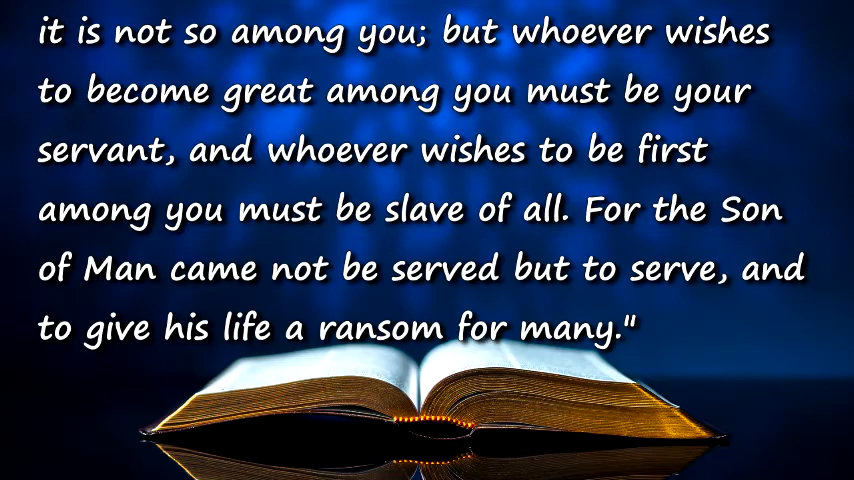 it is not so among you; but whoever wishes
to become great among you must be your
servant, and whoever wishes to be first
among you must be slave of all. For the Son
of Man came not be served but to serve, and
to give his life a ransom for many."